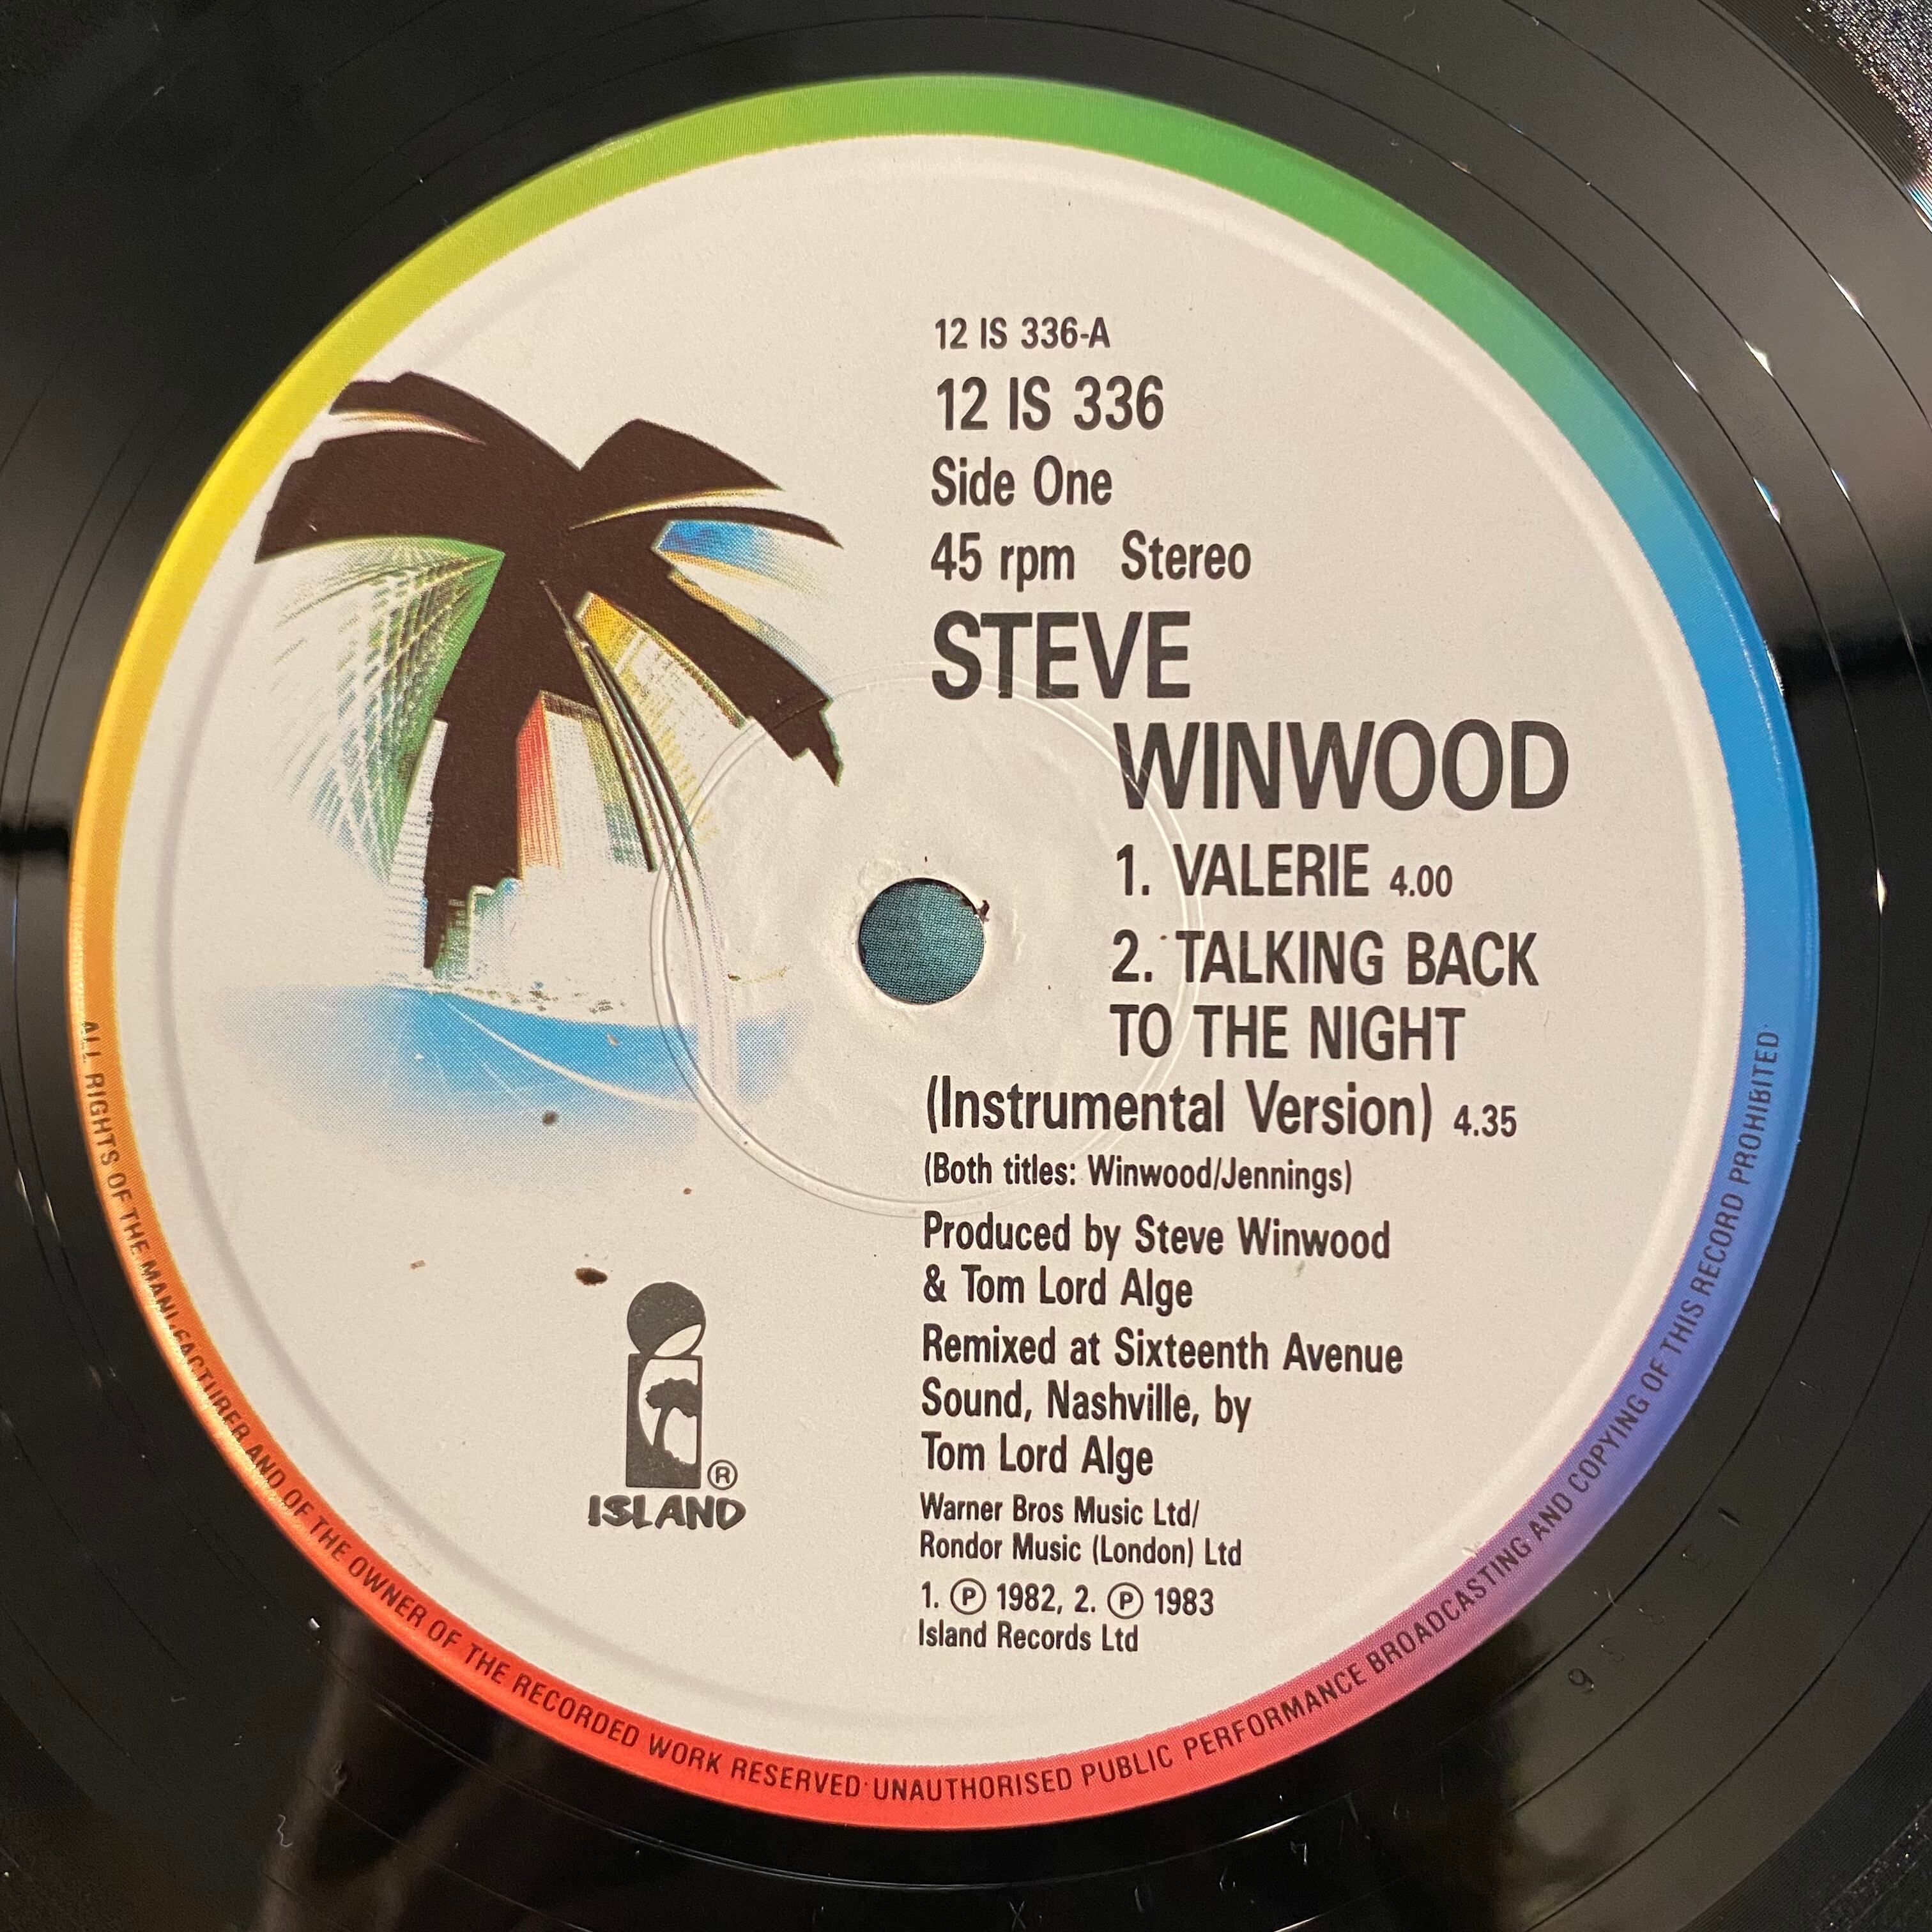 12 IS 336-A
12 IS 336
Side One
45 rpm Stereo
STEVE
WINWOOD
1. VALERIE 4.00
2. TALKING BACK
TO THE NIGHT
(Instrumental Version) 4.35
(Both titles: Winwood/Jennings)
Produced by Steve Winwood
& Tom Lord Alge
Remixed at Sixteenth Avenue
Sound, Nashville, by
Tom Lord Alge
Warner Bros Music Ltd/
Rondor Music (London) Ltd
1. ℗ 1982, 2. ℗ 1983
Island Records Ltd
®
ISLAND
ALL RIGHTS OF THE MANUFACTURER AND OF THE OWNER OF THE RECORDED WORK RESERVED· UNAUTHORISED PUBLIC PERFORMANCE BROADCASTING AND COPYING OF THIS RECORD PROHIBITED·